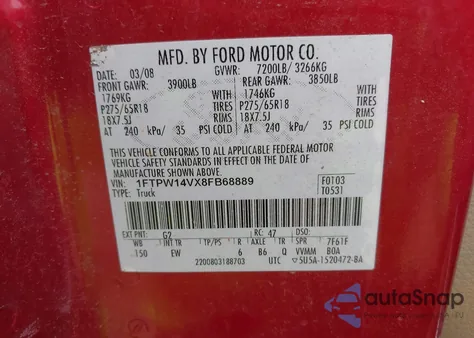 MFD. BY FORD MOTOR CO.
DATE: 03/08 GVWR: 7200LB/ 3266KG
FRONT GAWR: 3900LB REAR GAWR: 3850LB
1769KG WITH 1746KG WITH
P275/65R18 TIRES P275/65R18 TIRES
18X7.5J RIMS 18X7.5J RIMS
AT 240 kPa/ 35 PSI COLD AT 240 kPa/ 35 PSI COLD
THIS VEHICLE CONFORMS TO ALL APPLICABLE FEDERAL MOTOR
VEHICLE SAFETY STANDARDS IN EFFECT ON THE DATE OF
MANUFACTURE SHOWN ABOVE.
VIN: 1FTPW14VX8FB68889 F0103
TYPE: Truck T0531
EXT PNT: G2 RC: 47 DSO:
WB INT TR TP/PS R AXLE TR SPR 7F61F
150 EW 6 B6 Q VVMM BOA
2200803188703 UTC 5U5A-1520472-BA
autoSnap